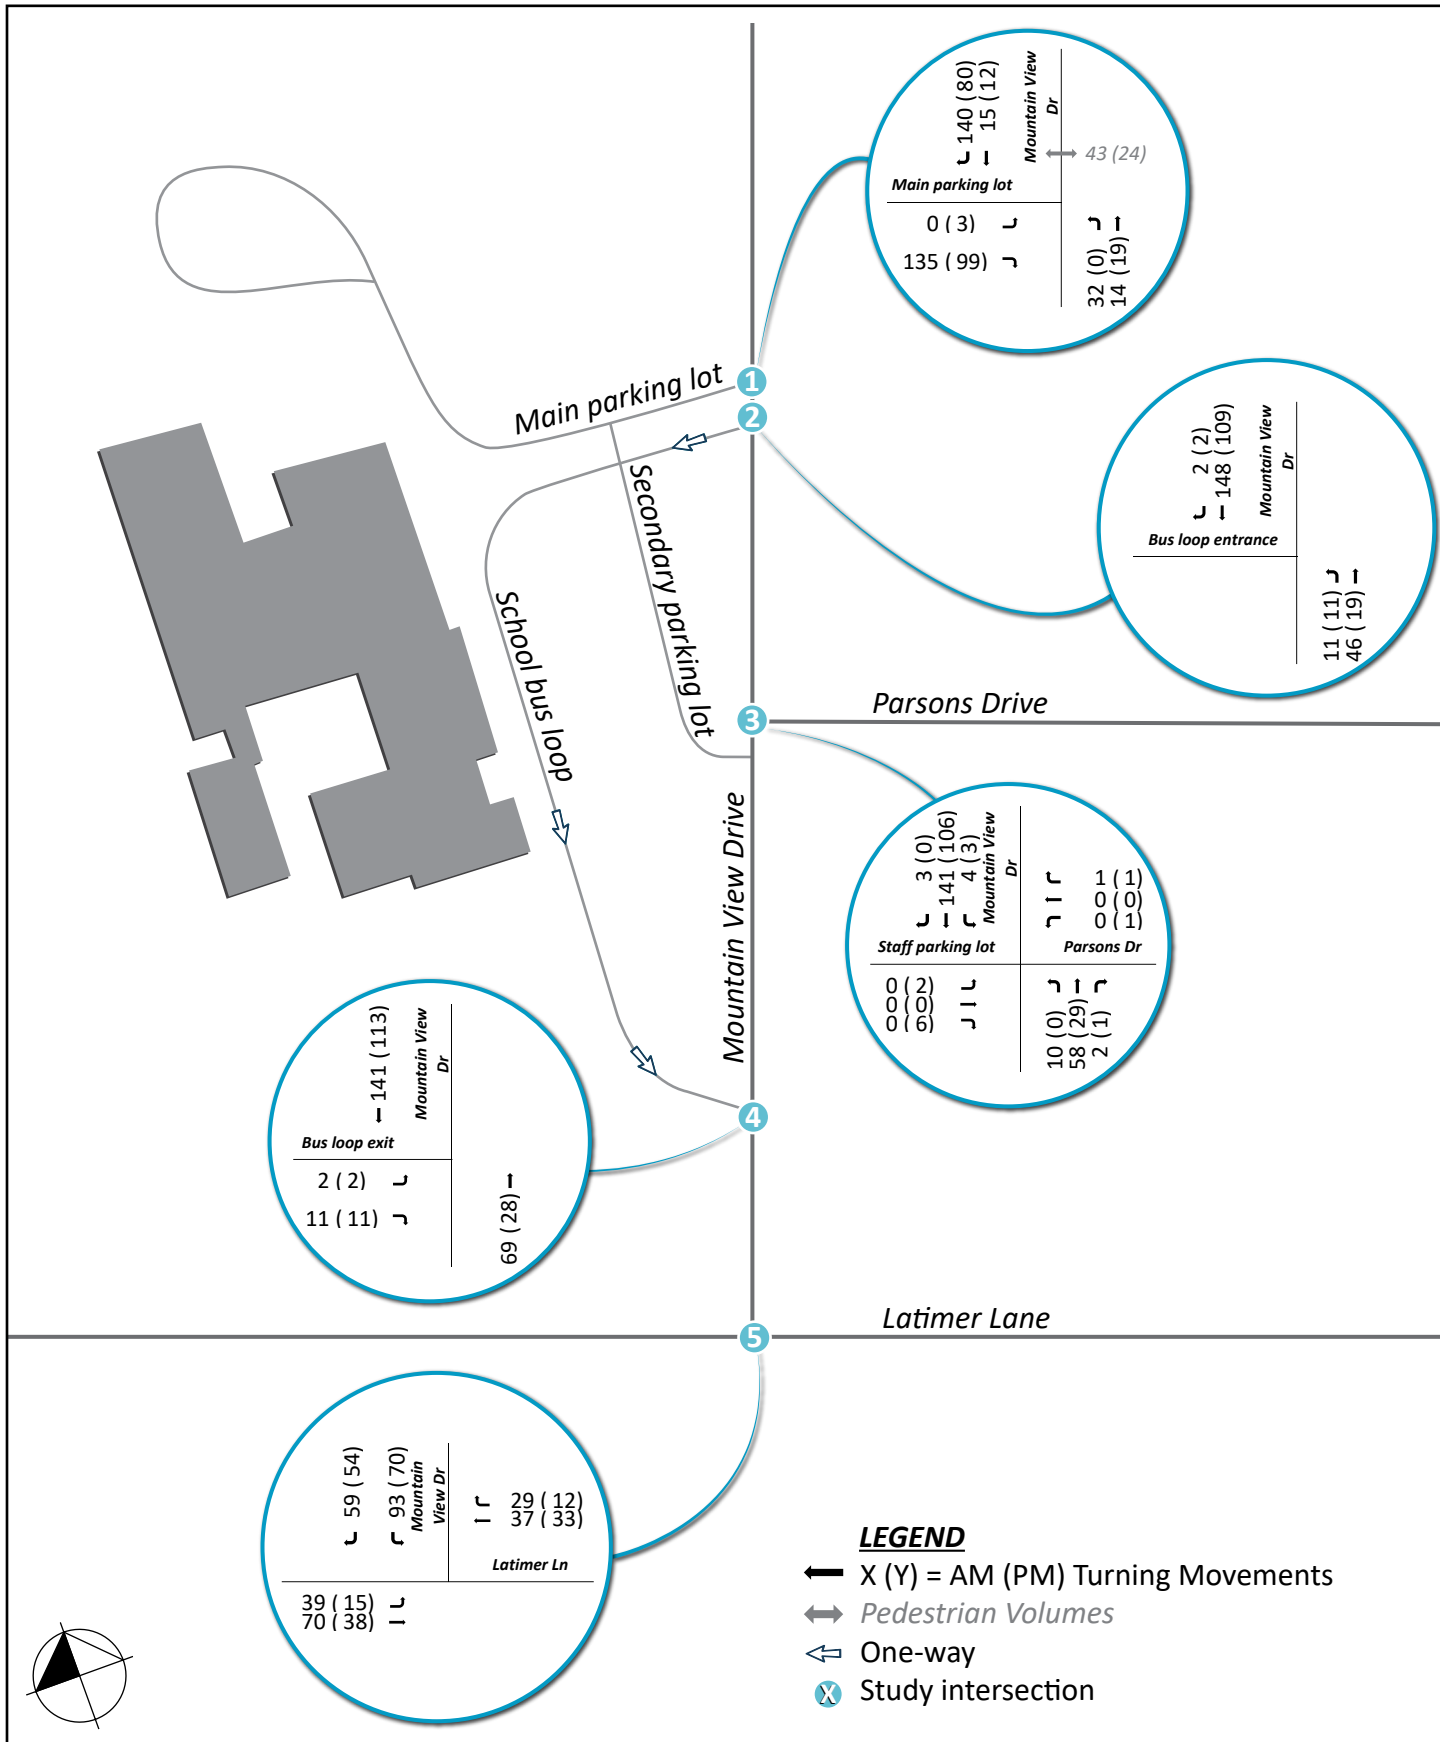 140 (80)
15 (12)
Mountain View
Dr
43 (24)
Main parking lot
0 ( 3)
135 ( 99)
32 (0)
14 (19)
1
Main parking lot
2
2 (2)
148 (109)
Mountain View
Dr
Bus loop entrance
11 ( 11)
46 ( 19)
Secondary parking lot
School bus loop
Parsons Drive
3
Mountain View Drive
3 (0)
141 (106)
4 (3)
Mountain View
Dr
1 ( 1)
0 ( 0)
0 ( 1)
Staff parking lot
Parsons Dr
0 ( 2)
0 ( 0)
0 ( 6)
10 (0)
58 (29)
2 (1)
141 (113)
Mountain View
Dr
Bus loop exit
2 ( 2)
11 ( 11)
69 ( 28)
4
Latimer Lane
5
59 ( 54)
93 ( 70)
Mountain
View Dr
29 ( 12)
37 ( 33)
Latimer Ln
39 ( 15)
70 ( 38)
LEGEND
X (Y) = AM (PM) Turning Movements
Pedestrian Volumes
One-way
X Study intersection